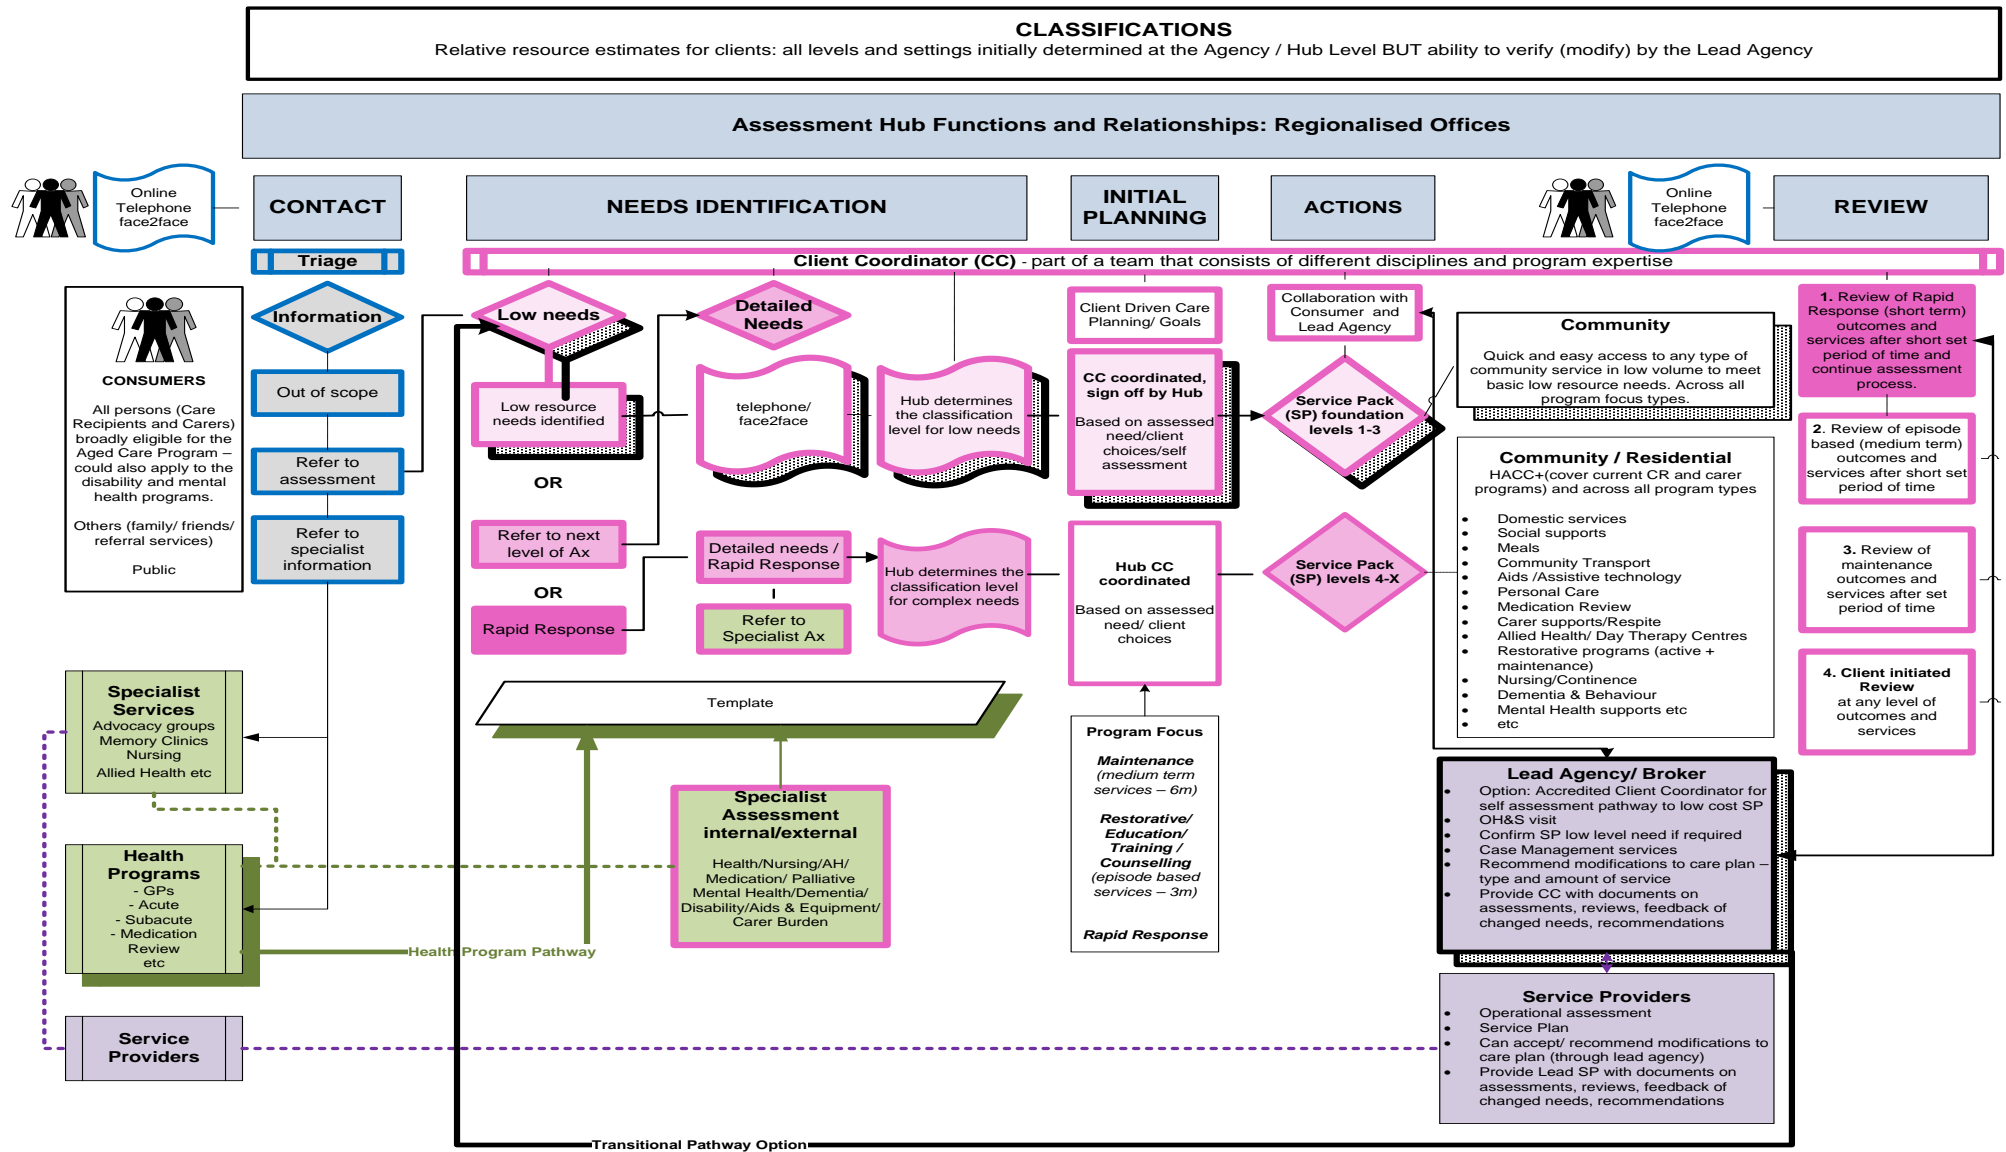 CLASSIFICATIONS
Relative resource estimates for clients: all levels and settings initially determined at the Agency / Hub Level BUT ability to verify (modify) by the Lead Agency
Assessment Hub Functions and Relationships: Regionalised Offices
Online
Telephone
face2face
CONTACT
NEEDS IDENTIFICATION
INITIAL
PLANNING
ACTIONS
Online
Telephone
face2face
REVIEW
Triage
Client Coordinator (CC) - part of a team that consists of different disciplines and program expertise
CONSUMERS
All persons (Care
Recipients and Carers)
broadly eligible for the
Aged Care Program –
could also apply to the
disability and mental
health programs.
Others (family/ friends/
referral services)
Public
Information
Out of scope
Refer to
assessment
Refer to
specialist
information
Low needs
Low resource
needs identified
OR
Refer to next
level of Ax
OR
Rapid Response
Detailed
Needs
telephone/
face2face
Detailed needs /
Rapid Response
Refer to
Specialist Ax
Hub determines
the classification
level for low needs
Hub determines the
classification level
for complex needs
Client Driven Care
Planning/ Goals
CC coordinated,
sign off by Hub
Based on assessed
need/client
choices/self
assessment
Hub CC
coordinated
Based on assessed
need/ client
choices
Program Focus
Maintenance
(medium term
services – 6m)
Restorative/
Education/
Training /
Counselling
(episode based
services – 3m)
Rapid Response
Collaboration with
Consumer and
Lead Agency
Service Pack
(SP) foundation
levels 1-3
Service Pack
(SP) levels 4-X
Community
Quick and easy access to any type of
community service in low volume to meet
basic low resource needs. Across all
program focus types.
Community / Residential
HACC+(cover current CR and carer
programs) and across all program types
• Domestic services
• Social supports
• Meals
• Community Transport
• Aids /Assistive technology
• Personal Care
• Medication Review
• Carer supports/Respite
• Allied Health/ Day Therapy Centres
• Restorative programs (active +
maintenance)
• Nursing/Continence
• Dementia & Behaviour
• Mental Health supports etc
• etc
1. Review of Rapid
Response (short term)
outcomes and
services after short set
period of time and
continue assessment
process.
2. Review of episode
based (medium term)
outcomes and
services after short set
period of time
3. Review of
maintenance
outcomes and
services after set
period of time
4. Client initiated
Review
at any level of
outcomes and
services
Specialist
Services
Advocacy groups
Memory Clinics
Nursing
Allied Health etc
Health
Programs
- GPs
- Acute
- Subacute
- Medication
Review
etc
Service
Providers
Template
Health Program Pathway
Specialist
Assessment
internal/external
Health/Nursing/AH/
Medication/ Palliative
Mental Health/Dementia/
Disability/Aids & Equipment/
Carer Burden
Lead Agency/ Broker
• Option: Accredited Client Coordinator for
self assessment pathway to low cost SP
• OH&S visit
• Confirm SP low level need if required
• Case Management services
• Recommend modifications to care plan –
type and amount of service
• Provide CC with documents on
assessments, reviews, feedback of
changed needs, recommendations
Service Providers
• Operational assessment
• Service Plan
• Can accept/ recommend modifications to
care plan (through lead agency)
• Provide Lead SP with documents on
assessments, reviews, feedback of
changed needs, recommendations
Transitional Pathway Option